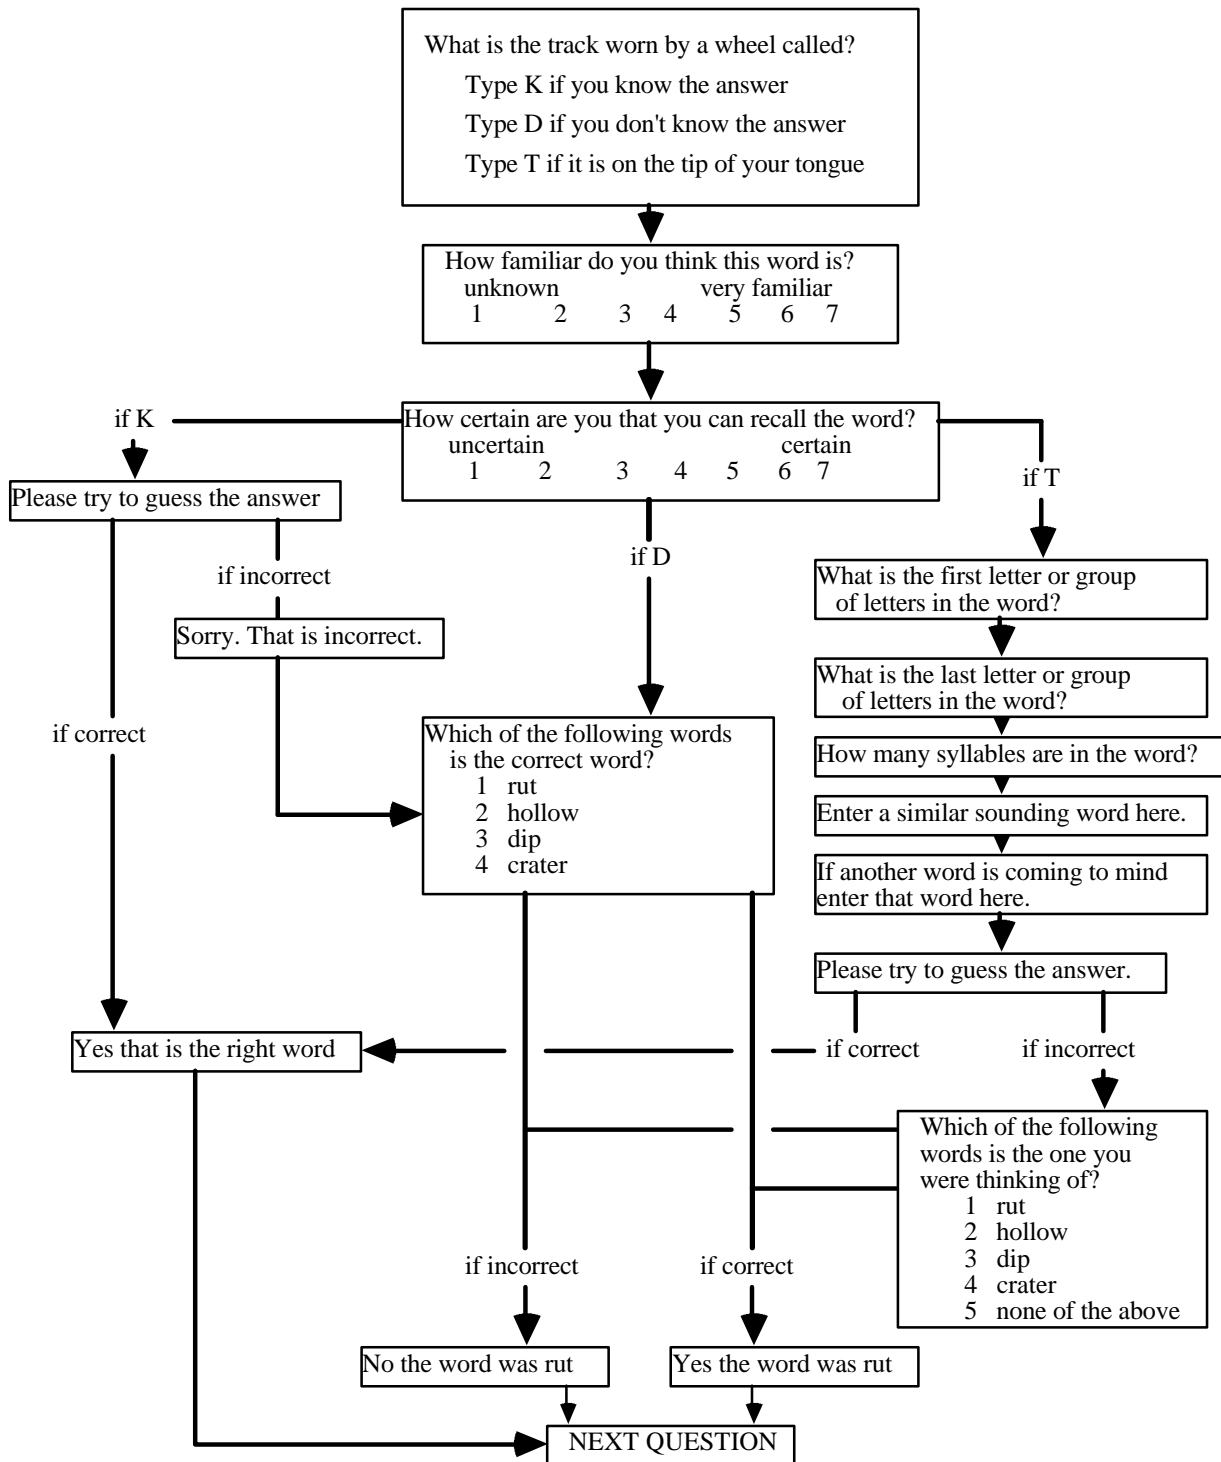 What is the track worn by a wheel called?
Type K if you know the answer
Type D if you don't know the answer
Type T if it is on the tip of your tongue
How familiar do you think this word is?
unknown very familiar
1 2 3 4 5 6 7
How certain are you that you can recall the word?
uncertain certain
1 2 3 4 5 6 7
if K
Please try to guess the answer
if incorrect
Sorry. That is incorrect.
if correct
if D
Which of the following words
is the correct word?
1 rut
2 hollow
3 dip
4 crater
if T
What is the first letter or group
of letters in the word?
What is the last letter or group
of letters in the word?
How many syllables are in the word?
Enter a similar sounding word here.
If another word is coming to mind
enter that word here.
Please try to guess the answer.
if correct
if incorrect
Yes that is the right word
Which of the following
words is the one you
were thinking of?
1 rut
2 hollow
3 dip
4 crater
5 none of the above
if incorrect
if correct
No the word was rut
Yes the word was rut
NEXT QUESTION